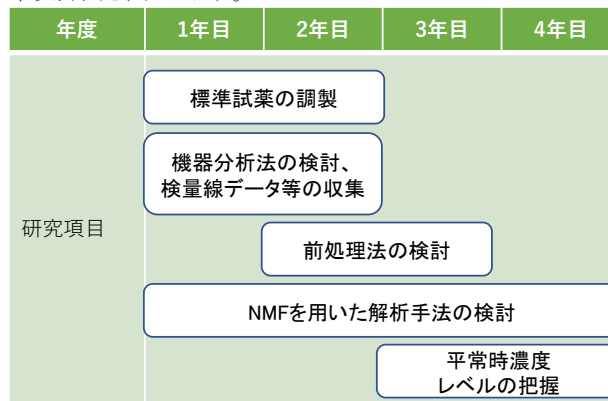 年度 1年目 2年目 3年目 4年目
標準試薬の調製
機器分析法の検討、
検量線データ等の収集
研究項目
前処理法の検討
NMFを用いた解析手法の検討
平常時濃度
レベルの把握